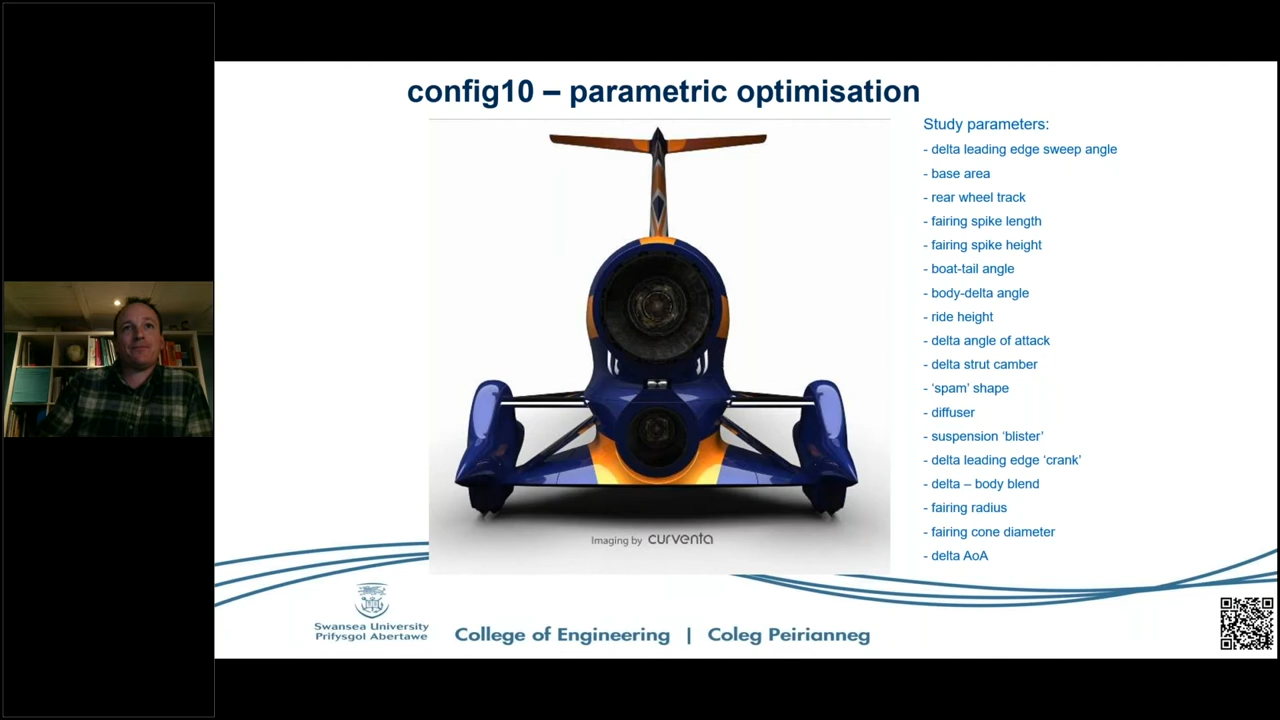 config10 – parametric optimisation
Study parameters:
- delta leading edge sweep angle
- base area
- rear wheel track
- fairing spike length
- fairing spike height
- boat-tail angle
- body-delta angle
- ride height
- delta angle of attack
- delta strut camber
- ‘spam’ shape
- diffuser
- suspension ‘blister’
- delta leading edge ‘crank’
- delta – body blend
- fairing radius
- fairing cone diameter
- delta AoA
Imaging by curventa
Swansea University
Prifysgol Abertawe
College of Engineering | Coleg Peirianneg